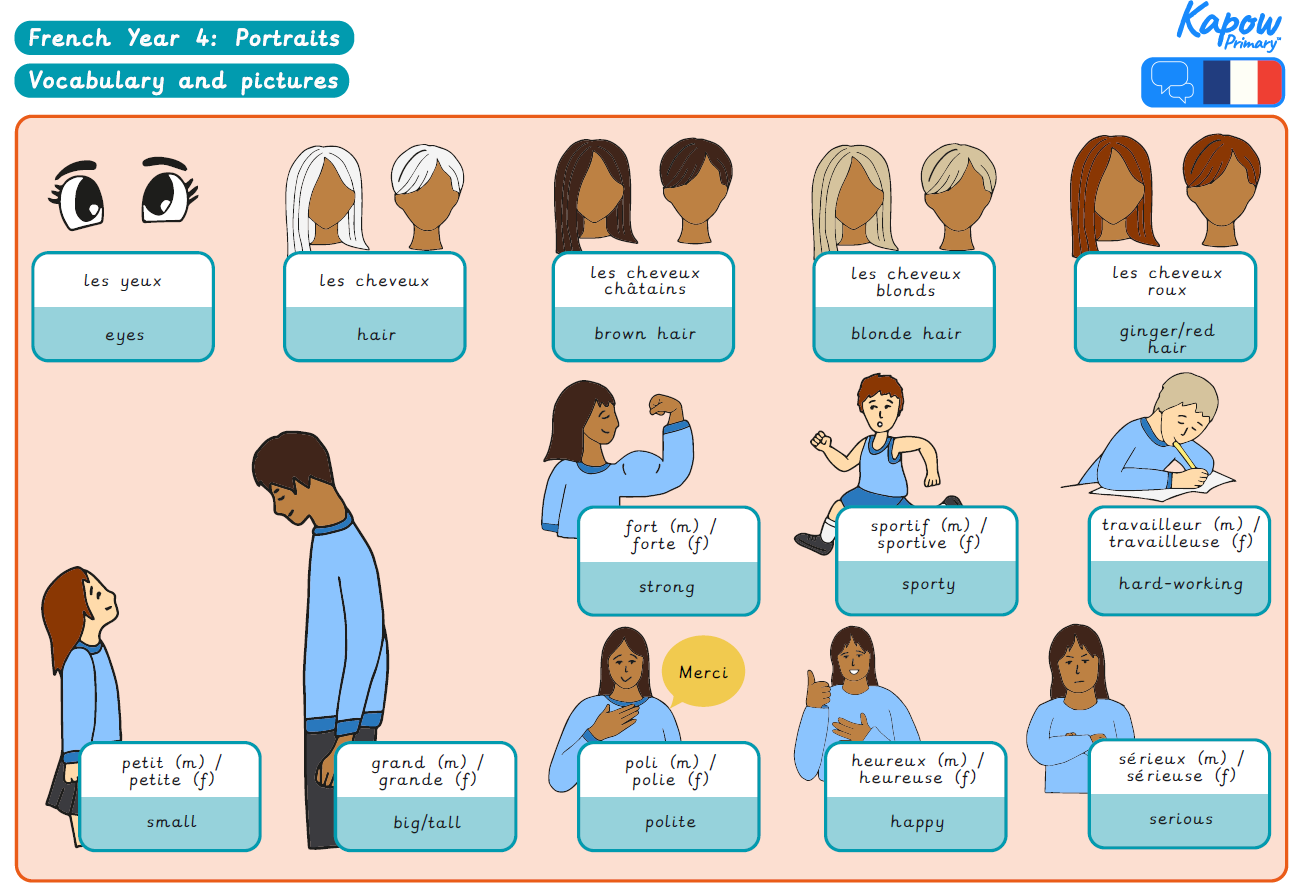 French Year 4: Portraits
Vocabulary and pictures
Kapow
Primary™
les yeux
eyes
les cheveux
hair
les cheveux
châtains
brown hair
les cheveux
blonds
blonde hair
les cheveux
roux
ginger/red
hair
fort (m) /
forte (f)
strong
sportif (m) /
sportive (f)
sporty
travailleur (m) /
travailleuse (f)
hard-working
Merci
petit (m) /
petite (f)
small
grand (m) /
grande (f)
big/tall
poli (m) /
polie (f)
polite
heureux (m) /
heureuse (f)
happy
sérieux (m) /
sérieuse (f)
serious